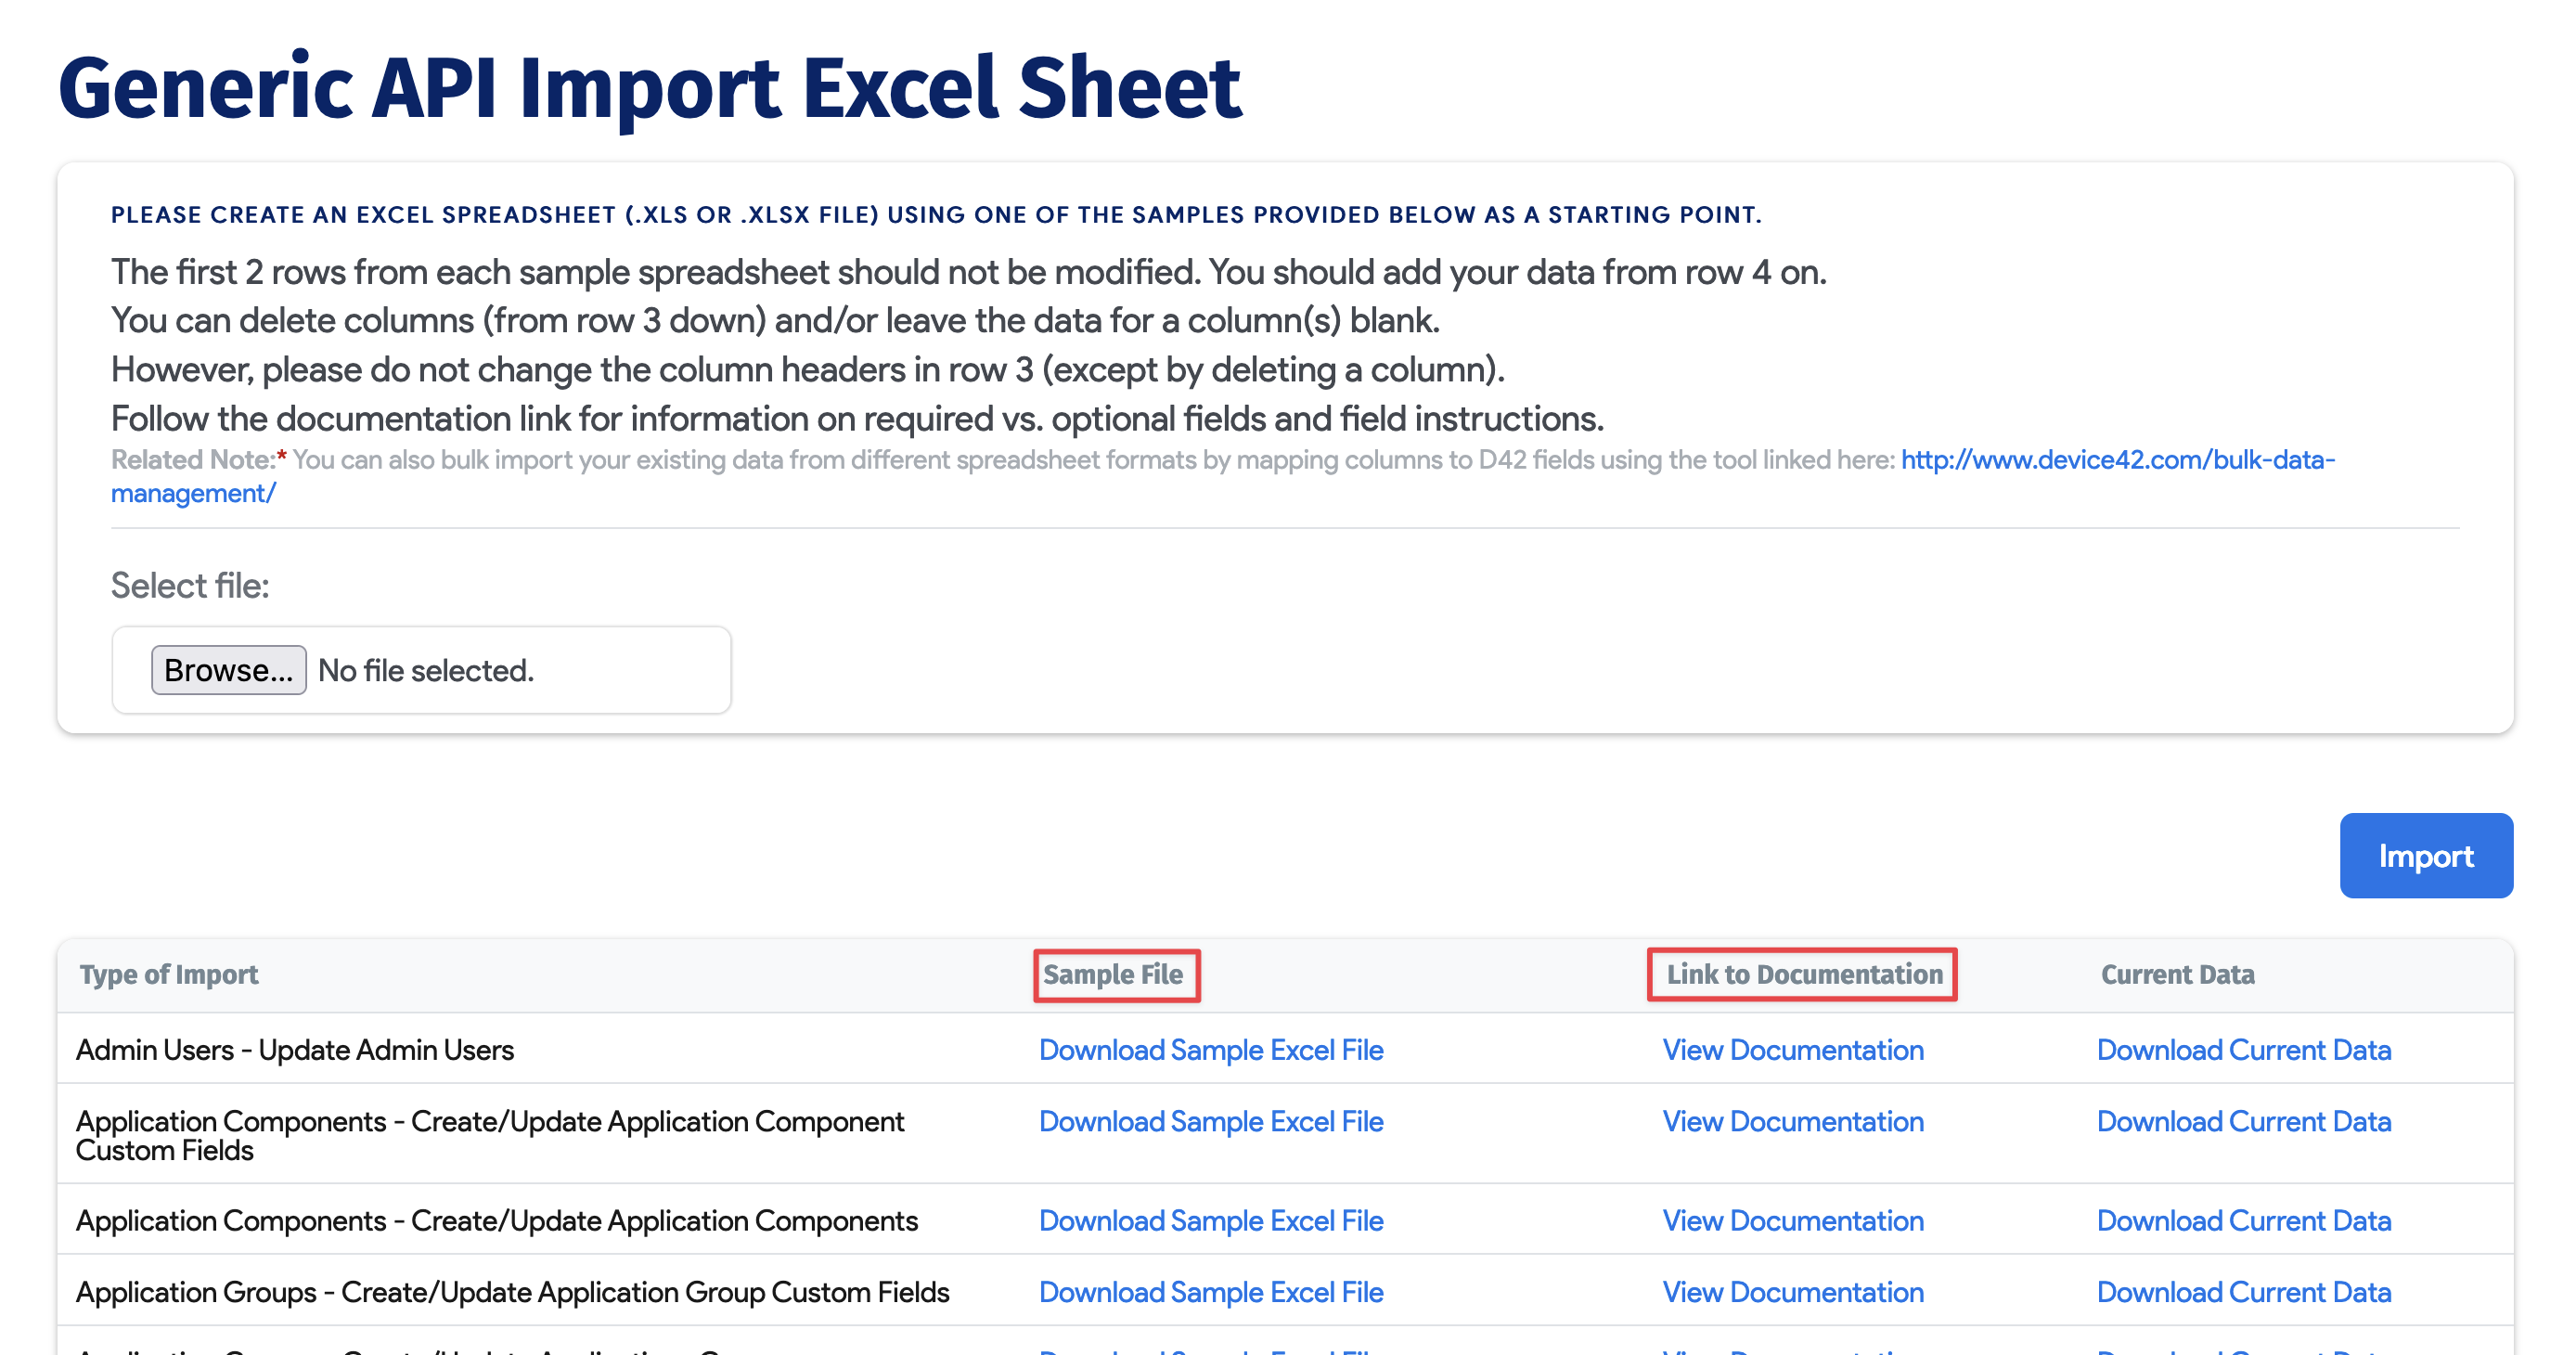 Generic API Import Excel Sheet
PLEASE CREATE AN EXCEL SPREADSHEET (.XLS OR .XLSX FILE) USING ONE OF THE SAMPLES PROVIDED BELOW AS A STARTING POINT.
The first 2 rows from each sample spreadsheet should not be modified. You should add your data from row 4 on.
You can delete columns (from row 3 down) and/or leave the data for a column(s) blank.
However, please do not change the column headers in row 3 (except by deleting a column).
Follow the documentation link for information on required vs. optional fields and field instructions.
Related Note:* You can also bulk import your existing data from different spreadsheet formats by mapping columns to D42 fields using the tool linked here: http://www.device42.com/bulk-data-
management/
Select file:
Browse... No file selected.
Import
Type of Import Sample File Link to Documentation Current Data
Admin Users - Update Admin Users Download Sample Excel File View Documentation Download Current Data
Application Components - Create/Update Application Component Download Sample Excel File View Documentation Download Current Data
Custom Fields
Application Components - Create/Update Application Components Download Sample Excel File View Documentation Download Current Data
Application Groups - Create/Update Application Group Custom Fields Download Sample Excel File View Documentation Download Current Data